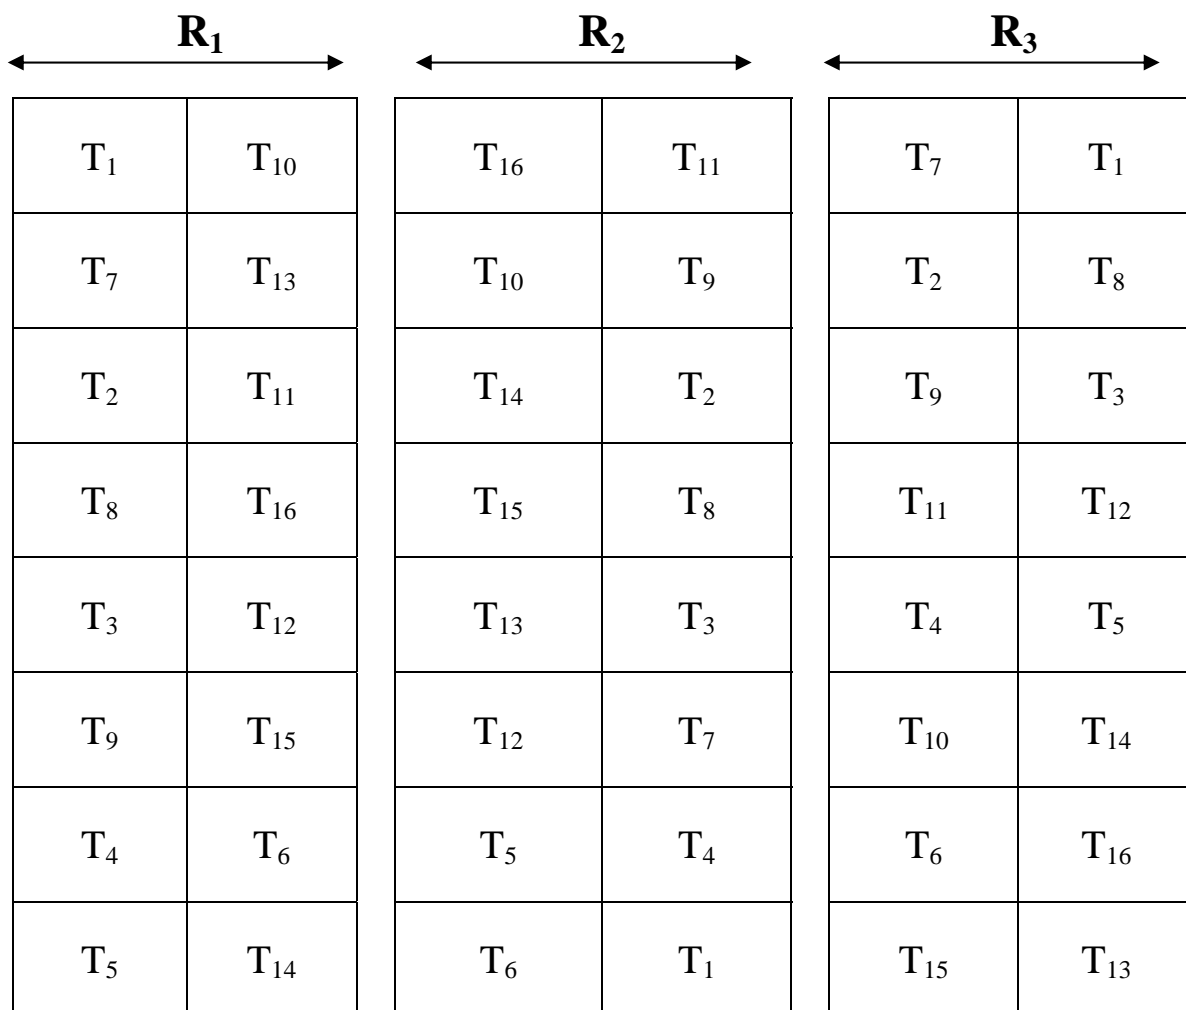 R₁ R₂ R₃
T₁ T₁₀ T₁₆ T₁₁ T₇ T₁
T₇ T₁₃ T₁₀ T₉ T₂ T₈
T₂ T₁₁ T₁₄ T₂ T₉ T₃
T₈ T₁₆ T₁₅ T₈ T₁₁ T₁₂
T₃ T₁₂ T₁₃ T₃ T₄ T₅
T₉ T₁₅ T₁₂ T₇ T₁₀ T₁₄
T₄ T₆ T₅ T₄ T₆ T₁₆
T₅ T₁₄ T₆ T₁ T₁₅ T₁₃